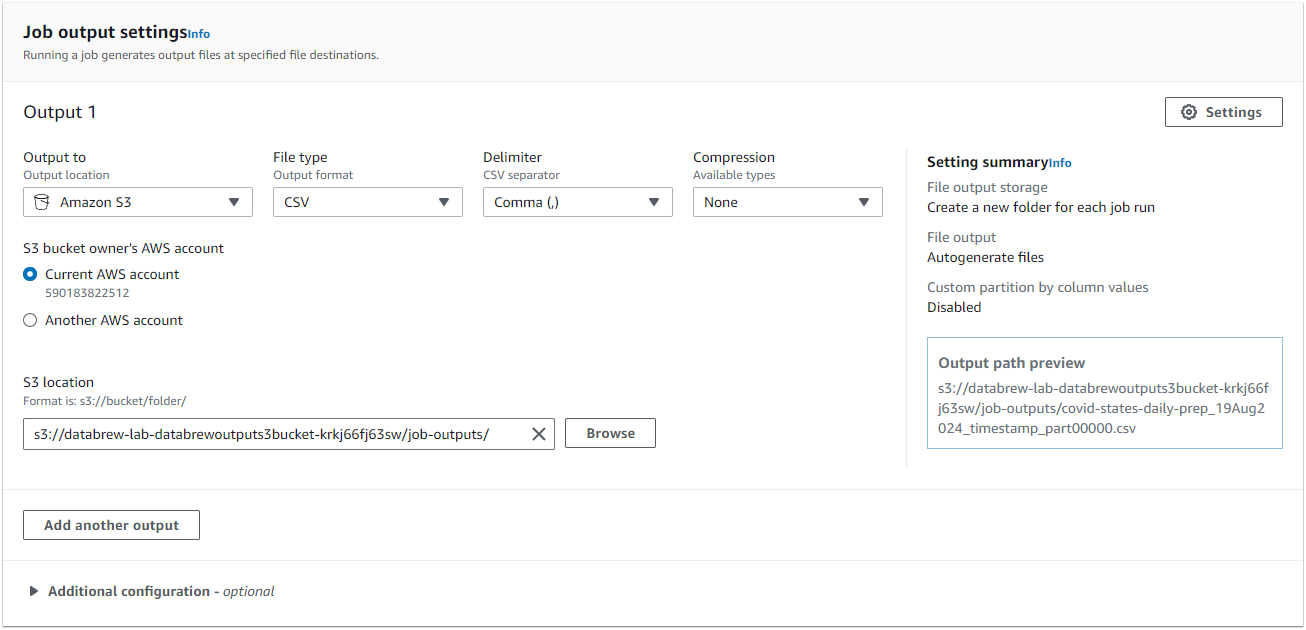 Job output settings Info
Running a job generates output files at specified file destinations.
Output 1
Settings
Output to
Output location
Amazon S3
File type
Output format
CSV
Delimiter
CSV separator
Comma (,)
Compression
Available types
None
S3 bucket owner's AWS account
Current AWS account
590183822512
Another AWS account
S3 location
Format is: s3://bucket/folder/
s3://databrew-lab-databrewoutputs3bucket-krkj66fj63sw/job-outputs/
Browse
Setting summary Info
File output storage
Create a new folder for each job run
File output
Autogenerate files
Custom partition by column values
Disabled
Output path preview
s3://databrew-lab-databrewoutputs3bucket-krkj66f
j63sw/job-outputs/covid-states-daily-prep_19Aug2
024_timestamp_part00000.csv
Add another output
Additional configuration - optional